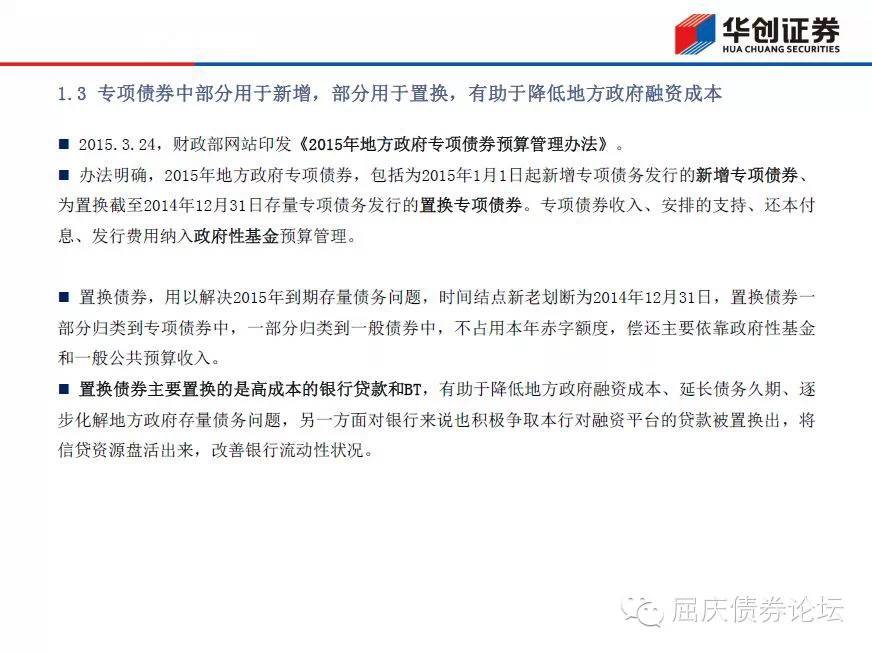 华创证券
HUA CHUANG SECURITIES
1.3 专项债券中部分用于新增，部分用于置换，有助于降低地方政府融资成本
■ 2015.3.24，财政部网站印发《2015年地方政府专项债券预算管理办法》。
■ 办法明确，2015年地方政府专项债券，包括为2015年1月1日起新增专项债务发行的新增专项债券、
为置换截至2014年12月31日存量专项债务发行的置换专项债券。专项债券收入、安排的支持、还本付
息、发行费用纳入政府性基金预算管理。
■ 置换债券，用以解决2015年到期存量债务问题，时间结点新老划断为2014年12月31日，置换债券一
部分归类到专项债券中，一部分归类到一般债券中，不占用本年赤字额度，偿还主要依靠政府性基金
和一般公共预算收入。
■ 置换债券主要置换的是高成本的银行贷款和BT，有助于降低地方政府融资成本、延长债务久期、逐
步化解地方政府存量债务问题，另一方面对银行来说也积极争取本行对融资平台的贷款被置换出，将
信贷资源盘活出来，改善银行流动性状况。
屈庆债券论坛